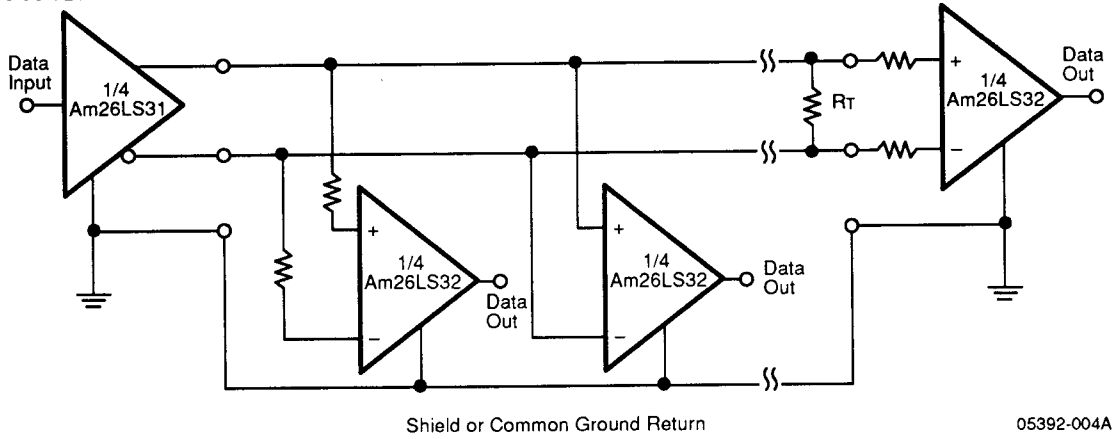 Data
Input
1/4
Am26LS31
RT
+
−
1/4
Am26LS32
Data
Out
+
−
1/4
Am26LS32
Data
Out
+
−
1/4
Am26LS32
Data
Out
Shield or Common Ground Return
05392-004A